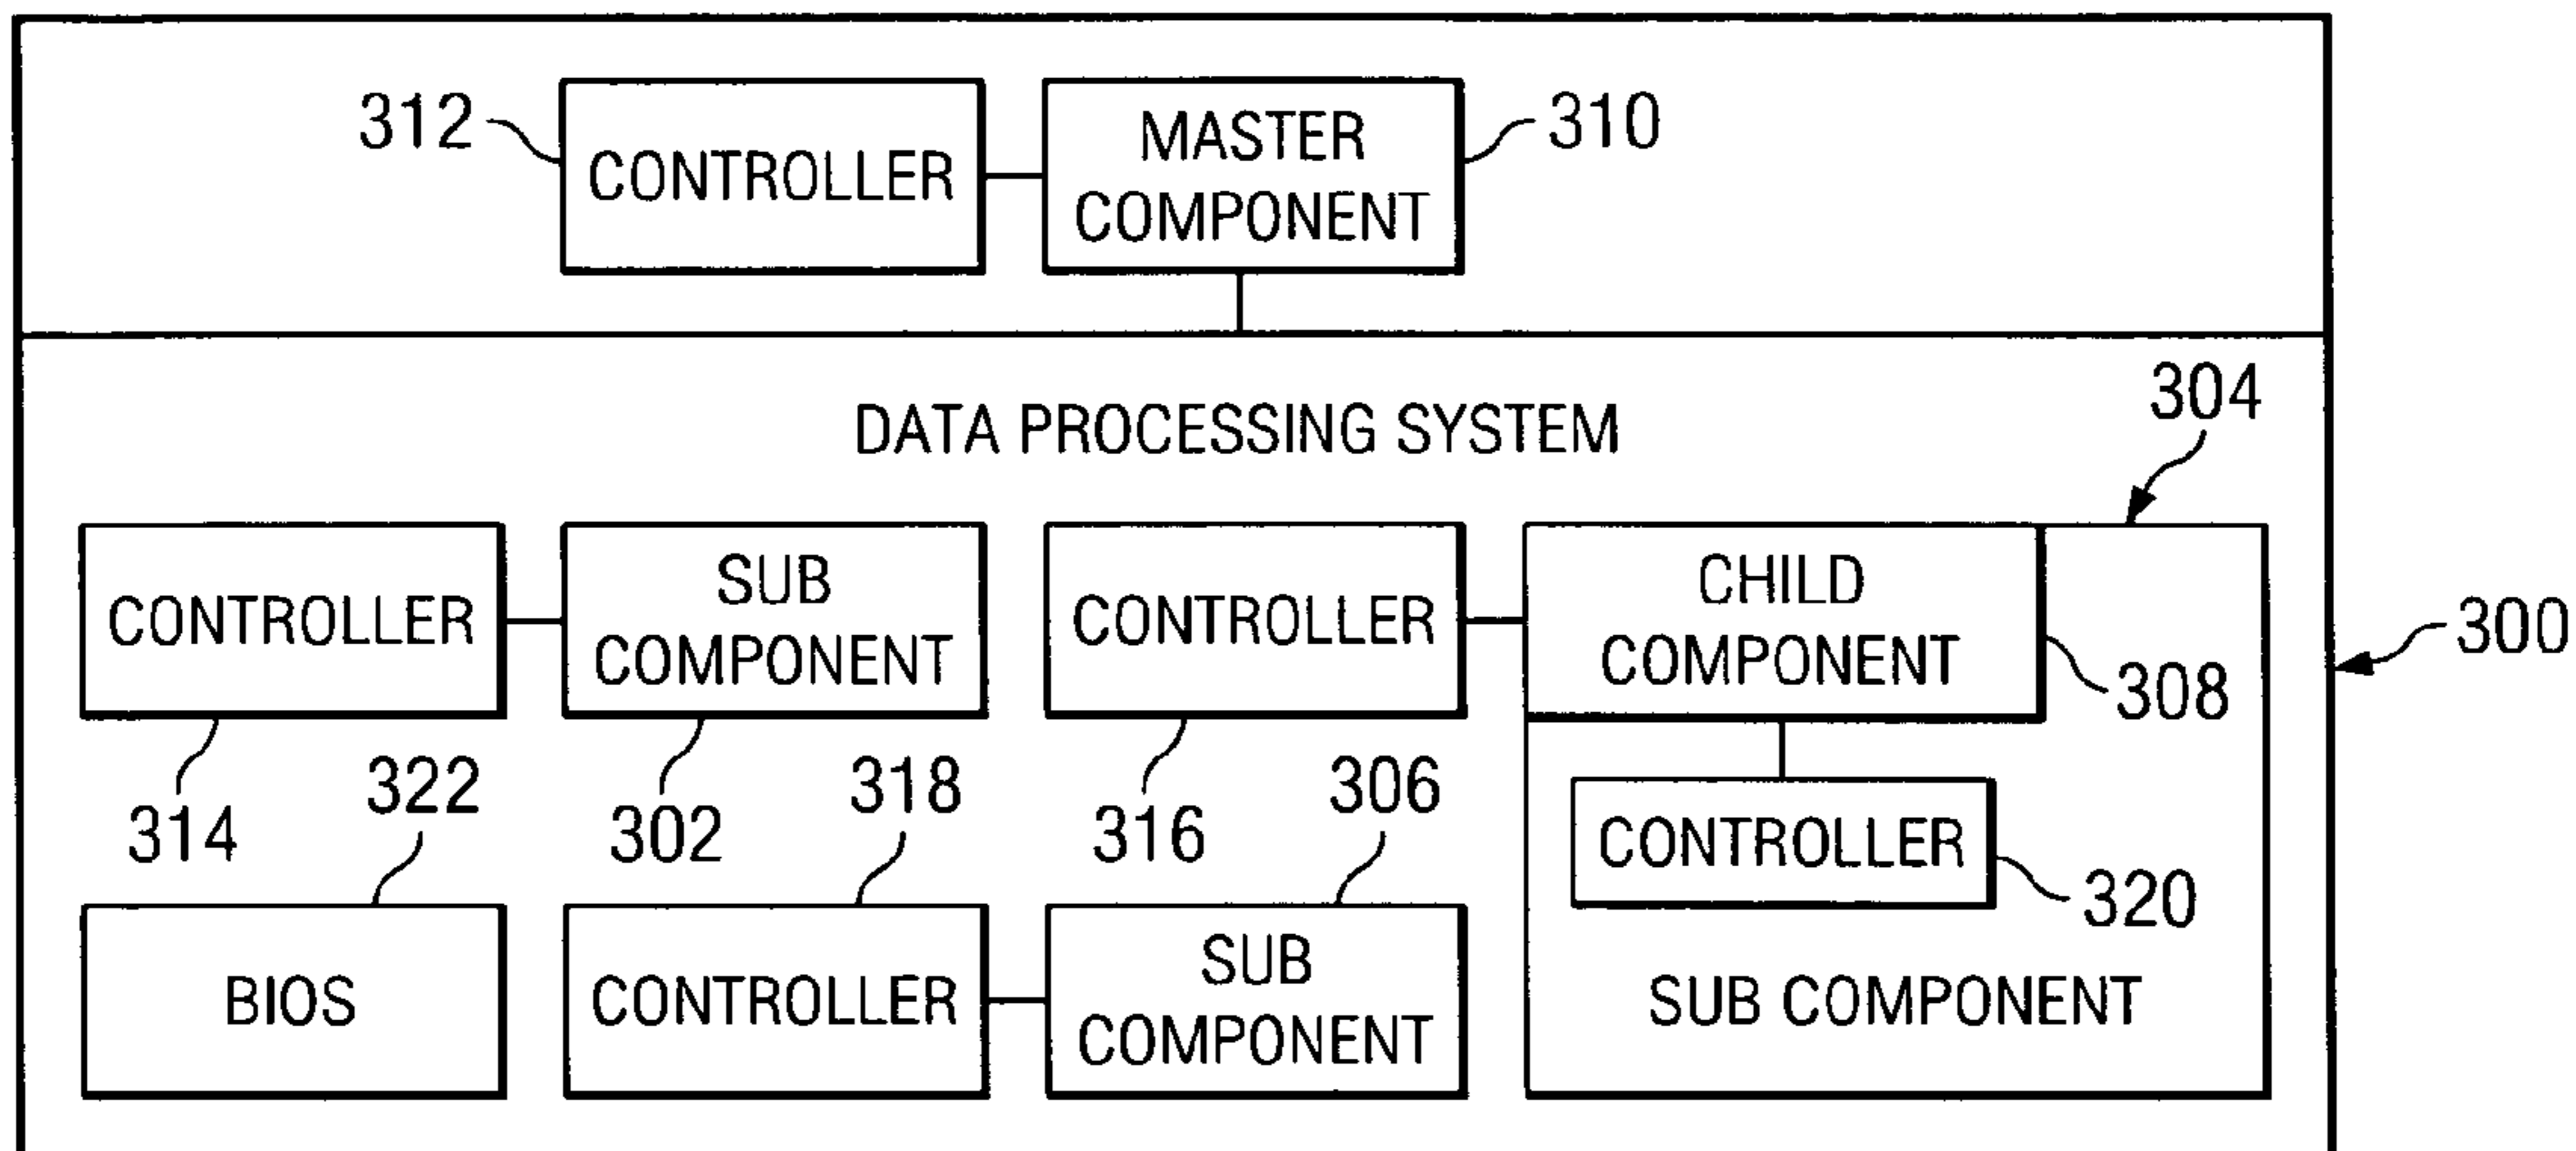 312
CONTROLLER
MASTER
COMPONENT
310
DATA PROCESSING SYSTEM
304
CONTROLLER
SUB
COMPONENT
CONTROLLER
CHILD
COMPONENT
300
308
314
322
302
318
316
306
CONTROLLER
320
BIOS
CONTROLLER
SUB
COMPONENT
SUB COMPONENT